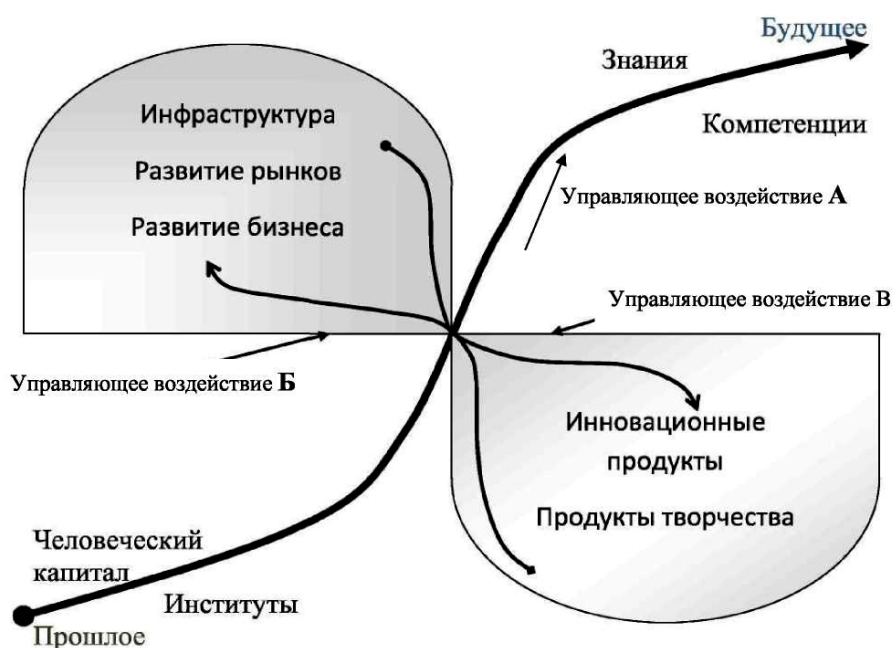 Будущее
Знания
Компетенции
Инфраструктура
Развитие рынков
Развитие бизнеса
Управляющее воздействие А
Управляющее воздействие В
Управляющее воздействие Б
Инновационные
продукты
Продукты творчества
Человеческий
капитал
Институты
Прошлое